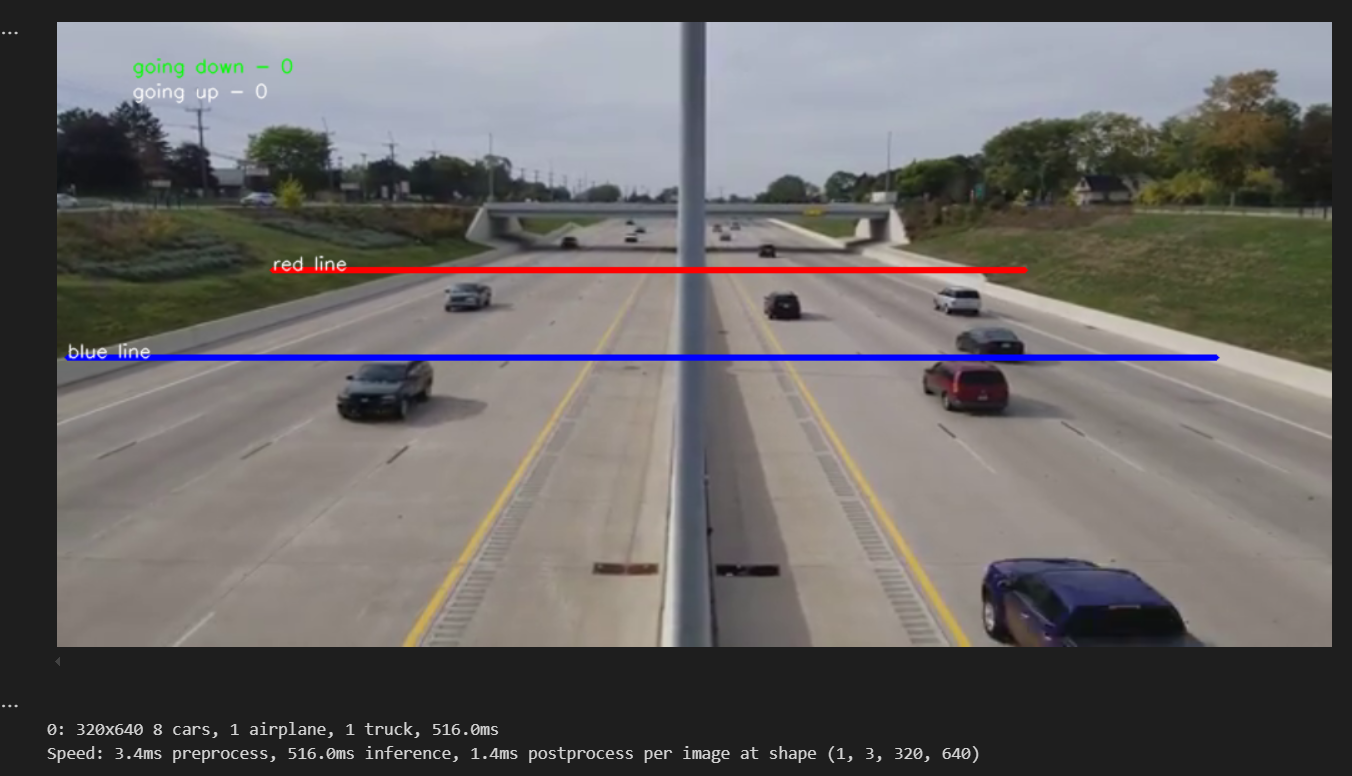 ...
going down - 0
going up - 0
red line
blue line
...
0: 320x640 8 cars, 1 airplane, 1 truck, 516.0ms
Speed: 3.4ms preprocess, 516.0ms inference, 1.4ms postprocess per image at shape (1, 3, 320, 640)